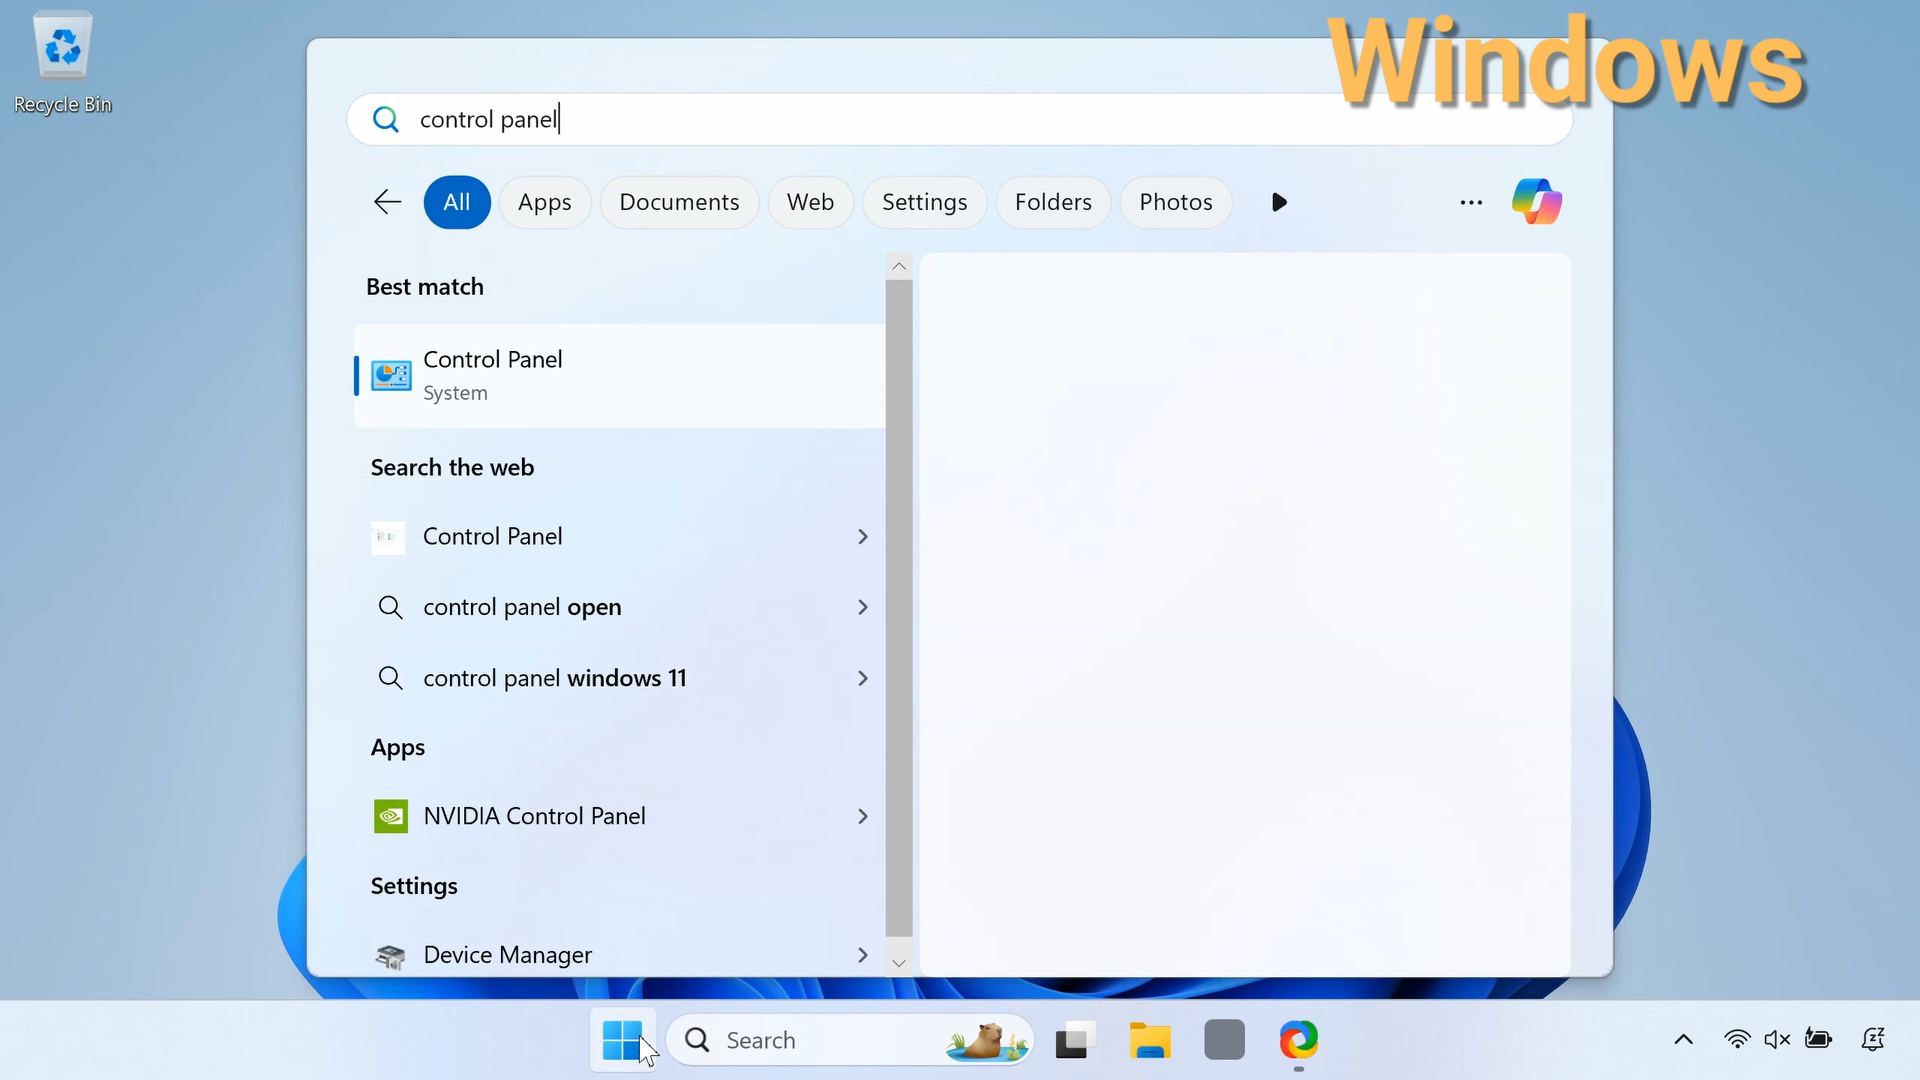 Windows
Recycle Bin
control panel
All
Apps
Documents
Web
Settings
Folders
Photos
Best match
Control Panel
System
Search the web
Control Panel
control panel open
control panel windows 11
Apps
NVIDIA Control Panel
Settings
Device Manager
Search